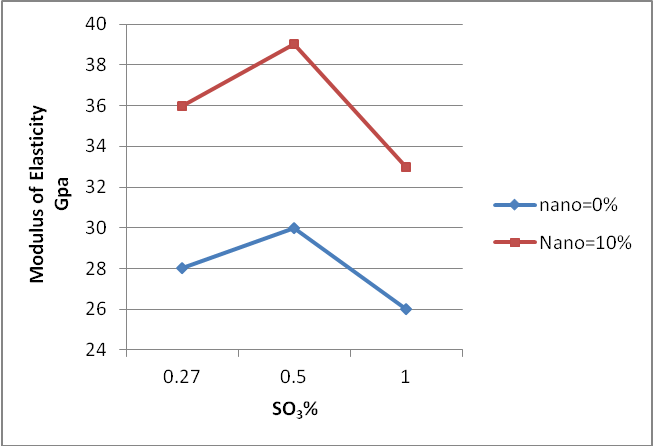 40
38
36
34
32
30
28
26
24
Modulus of Elasticity
Gpa
0.27 0.5 1
SO₃%
nano=0%
Nano=10%